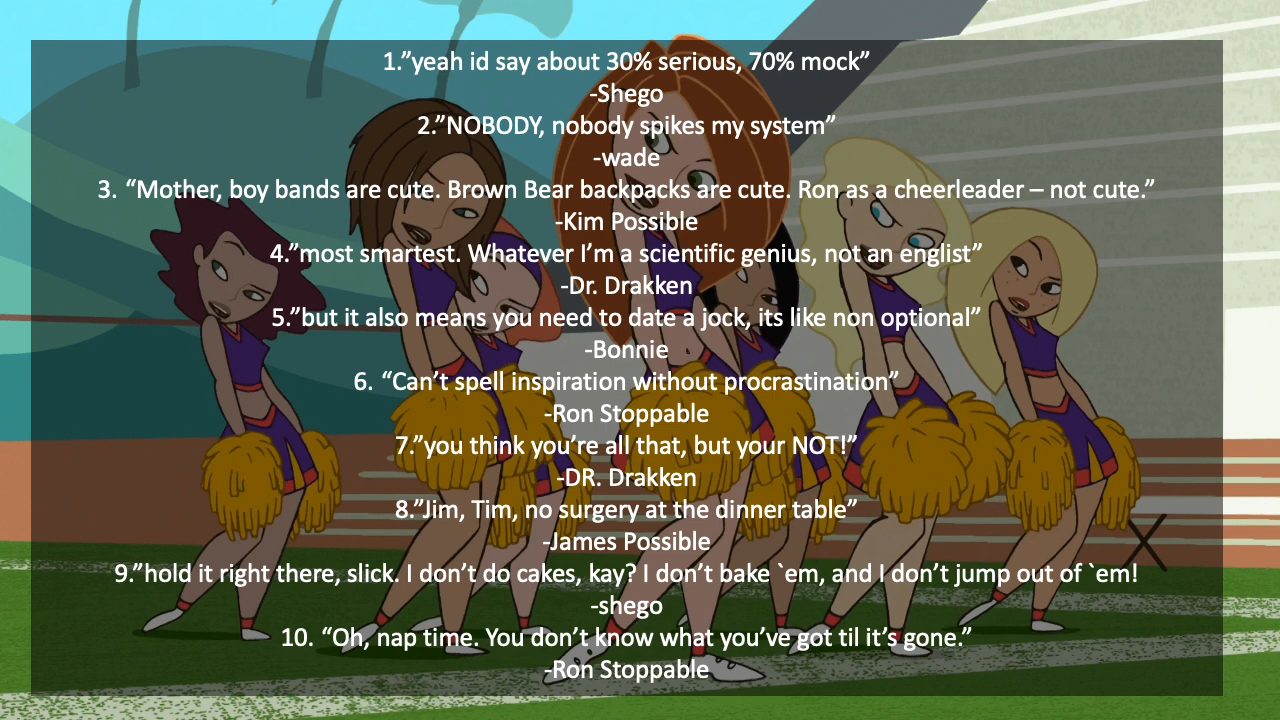 1.”yeah id say about 30% serious, 70% mock”
-Shego
2.”NOBODY, nobody spikes my system”
-wade
3. “Mother, boy bands are cute. Brown Bear backpacks are cute. Ron as a cheerleader – not cute.”
-Kim Possible
4.”most smartest. Whatever I’m a scientific genius, not an englist”
-Dr. Drakken
5.”but it also means you need to date a jock, its like non optional”
-Bonnie
6. “Can’t spell inspiration without procrastination”
-Ron Stoppable
7.”you think you’re all that, but your NOT!”
-DR. Drakken
8.”Jim, Tim, no surgery at the dinner table”
-James Possible
9.”hold it right there, slick. I don’t do cakes, kay? I don’t bake `em, and I don’t jump out of `em!
-shego
10. “Oh, nap time. You don’t know what you’ve got til it’s gone.”
-Ron Stoppable